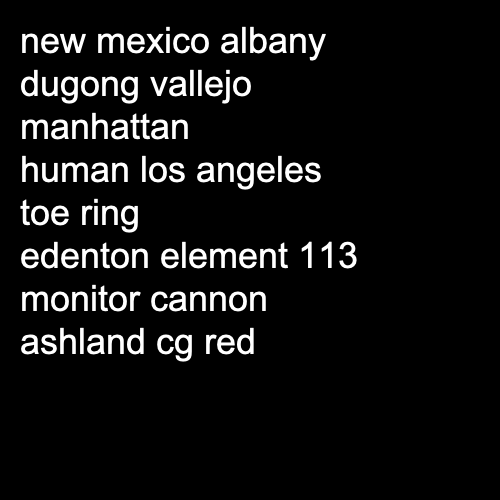 new mexico albany
dugong vallejo
manhattan
human los angeles
toe ring
edenton element 113
monitor cannon
ashland cg red